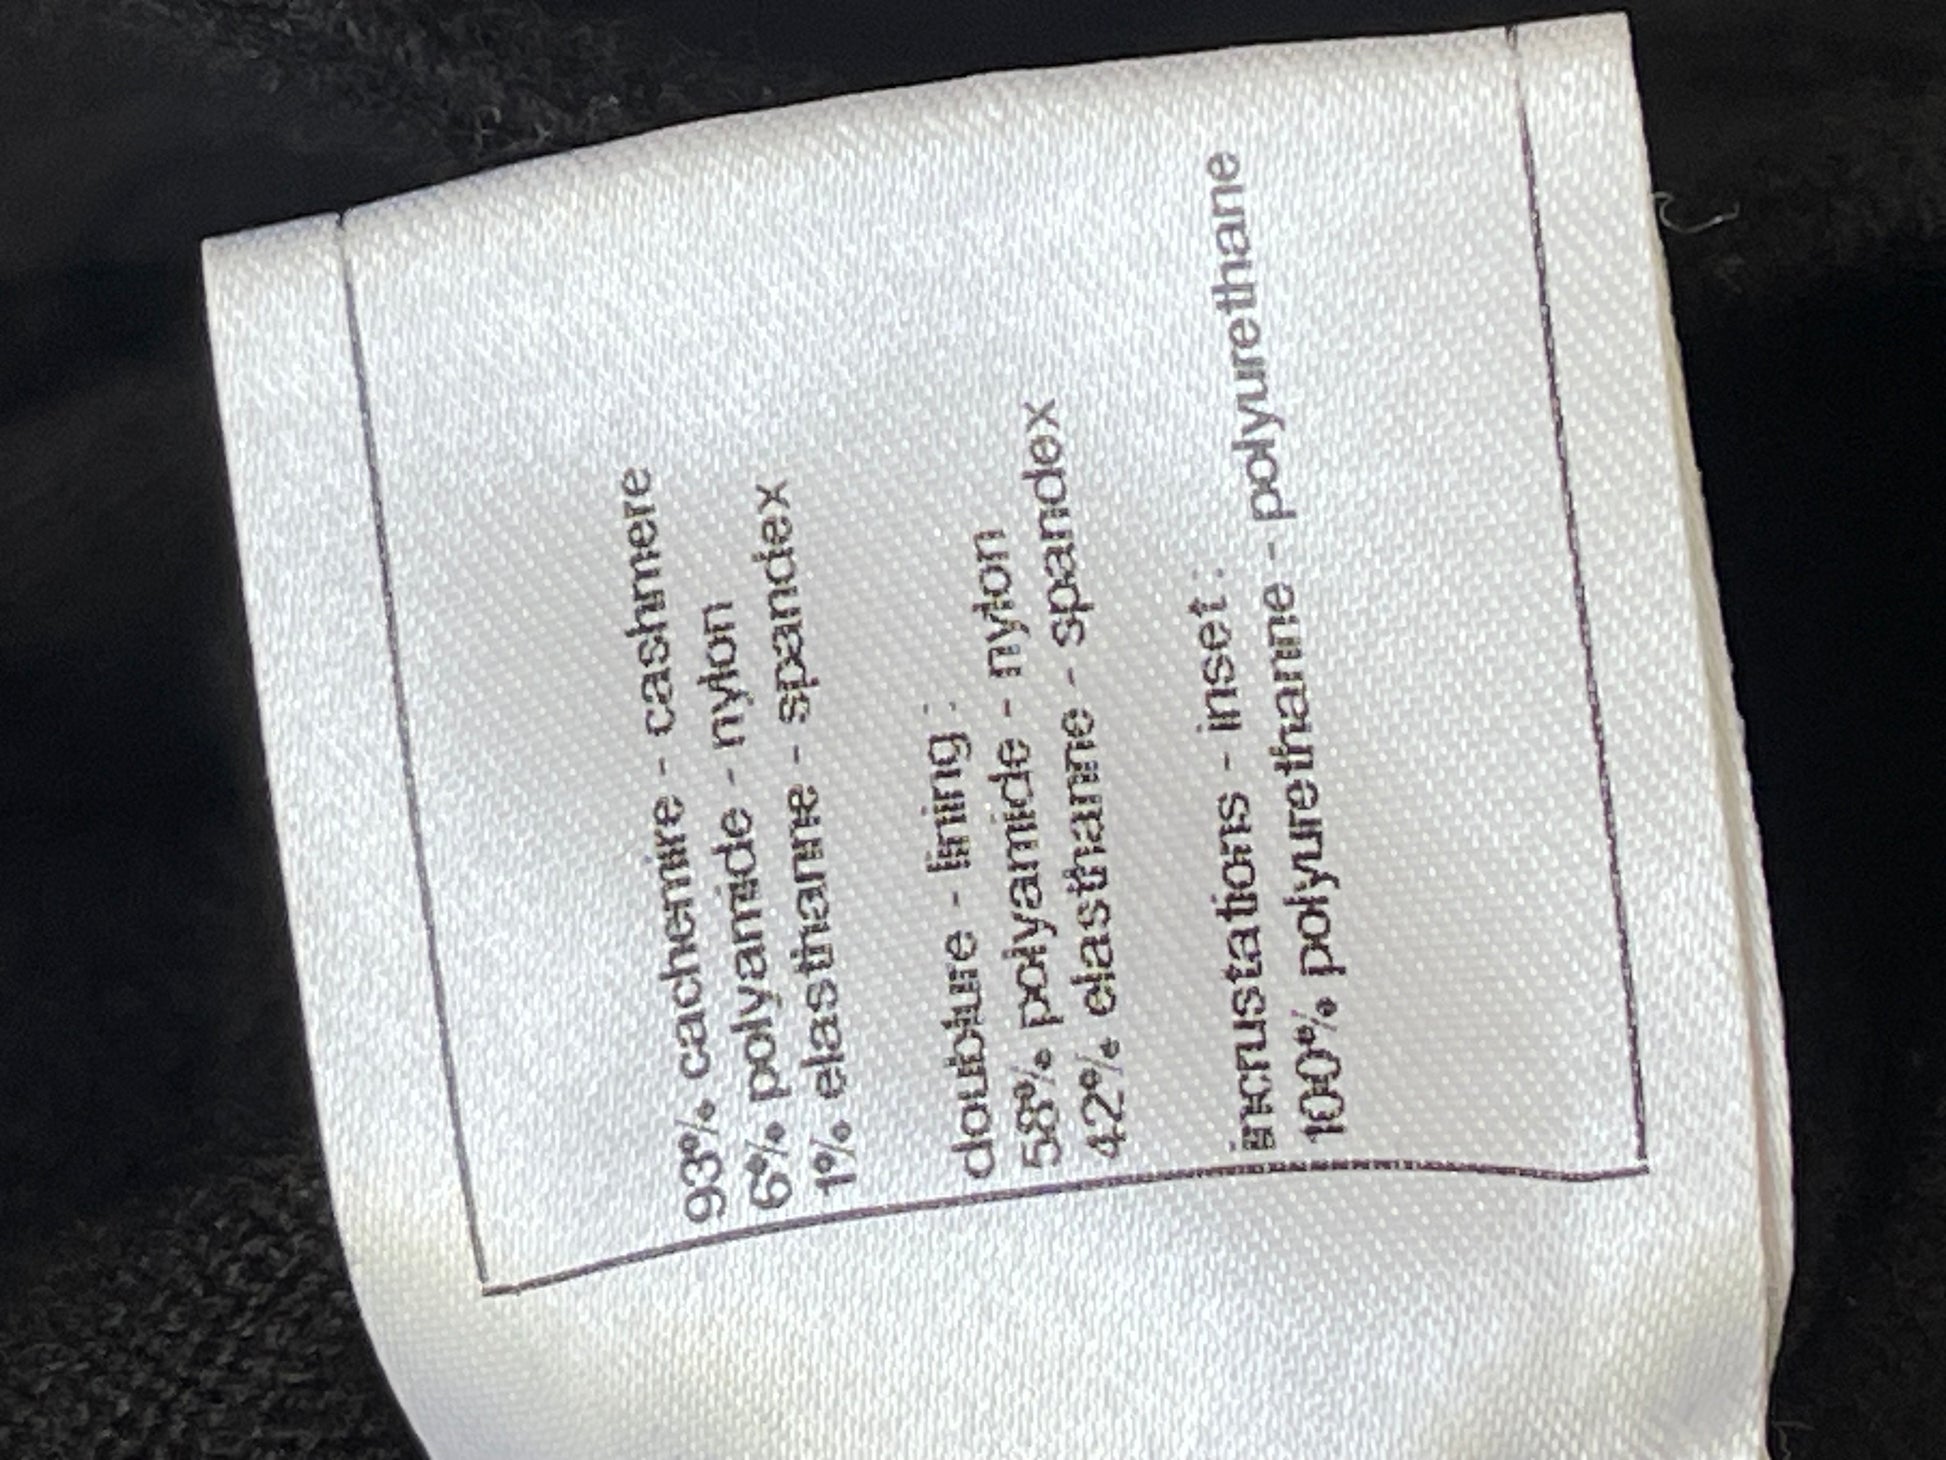 93% cachemire - cashmere
6% polyamide - nylon
1% elasthanne - spandex
doublure - lining :
58% polyamide - nylon
42% elasthanne - spandex
incrustations - inset :
100% polyurethanne - polyurethane